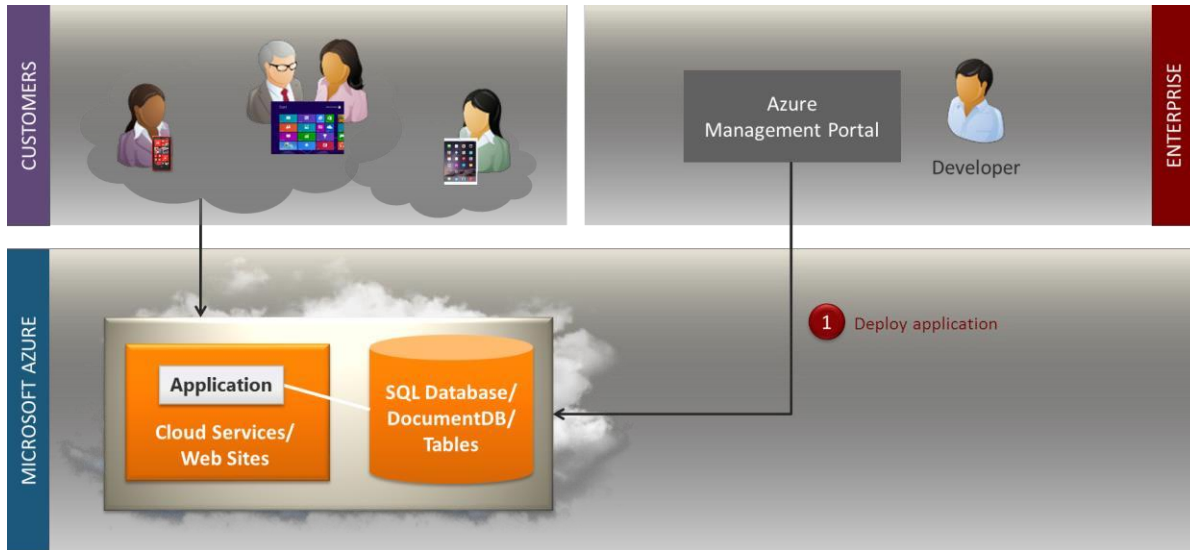 CUSTOMERS
Azure
Management Portal
Developer
ENTERPRISE
MICROSOFT AZURE
1 Deploy application
Application
Cloud Services/
Web Sites
SQL Database/
DocumentDB/
Tables